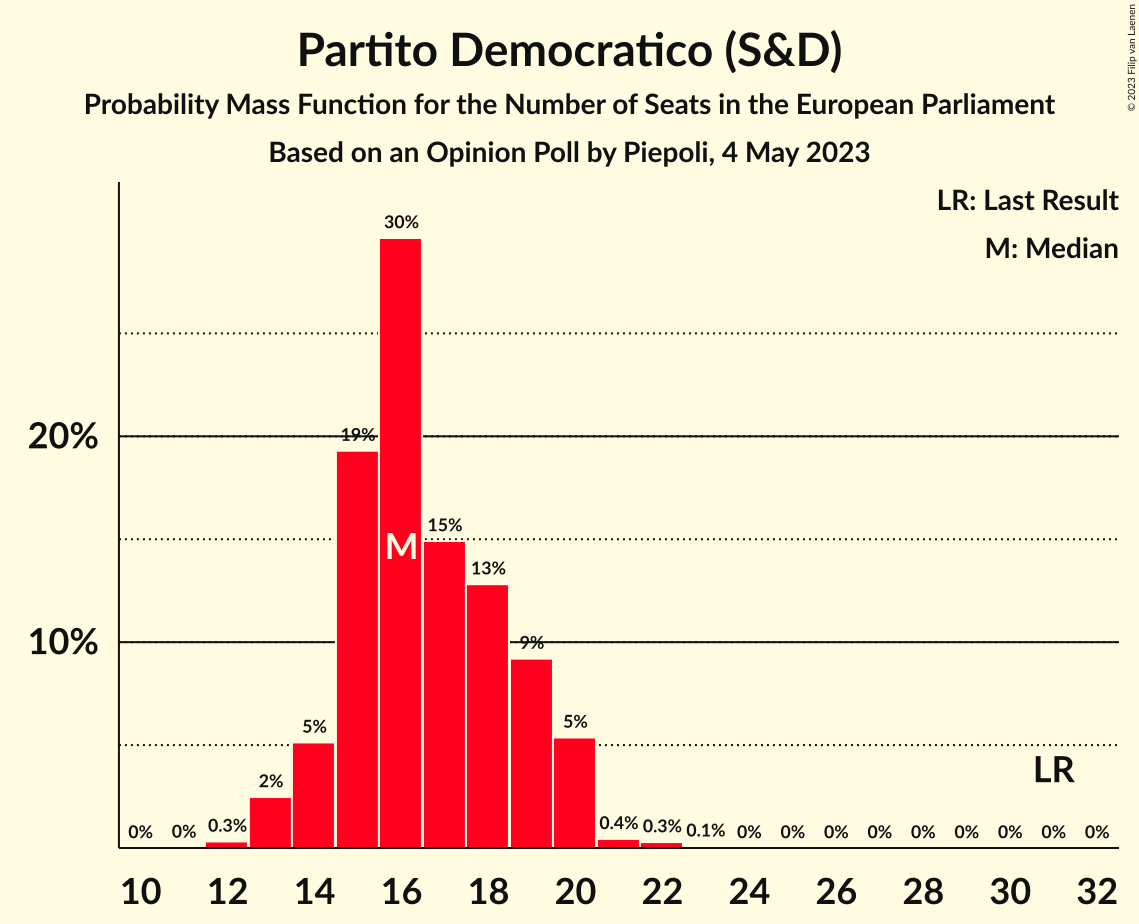 Partito Democratico (S&D)
Probability Mass Function for the Number of Seats in the European Parliament
Based on an Opinion Poll by Piepoli, 4 May 2023
© 2023 Filip van Laenen
LR: Last Result
M: Median
20%
10%
0%
0%
0.3%
2%
5%
19%
30%
M
15%
13%
9%
5%
0.4%
0.3%
0.1%
0%
0%
0%
0%
0%
0%
0%
0%
0%
LR
10 12 14 16 18 20 22 24 26 28 30 32